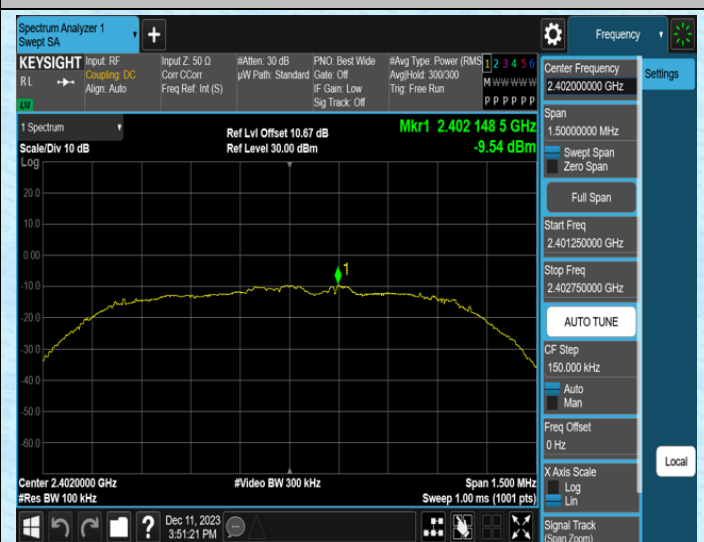 Spectrum Analyzer 1
Swept SA
+
Frequency
KEYSIGHT
RL
LXI
Input: RF
Coupling: DC
Align: Auto
Input Z: 50 Ω
Corr CCorr
Freq Ref: Int (S)
#Atten: 30 dB
µW Path: Standard
PNO: Best Wide
Gate: Off
IF Gain: Low
Sig Track: Off
#Avg Type: Power (RMS
Avg|Hold: 300/300
Trig: Free Run
1 2 3 4 5 6
M W W W W W
P P P P P P
1 Spectrum
Scale/Div 10 dB
Log
Ref Lvl Offset 10.67 dB
Ref Level 30.00 dBm
Mkr1 2.402 148 5 GHz
-9.54 dBm
20.0
10.0
0.00
-10.0
-20.0
-30.0
-40.0
-50.0
-60.0
1
Center 2.4020000 GHz
#Res BW 100 kHz
#Video BW 300 kHz
Span 1.500 MHz
Sweep 1.00 ms (1001 pts)
?
Dec 11, 2023
3:51:21 PM
Center Frequency
2.402000000 GHz
Span
1.50000000 MHz
Swept Span
Zero Span
Full Span
Start Freq
2.401250000 GHz
Stop Freq
2.402750000 GHz
AUTO TUNE
CF Step
150.000 kHz
Auto
Man
Freq Offset
0 Hz
X Axis Scale
Log
Lin
Signal Track
(Span Zoom)
Settings
Local